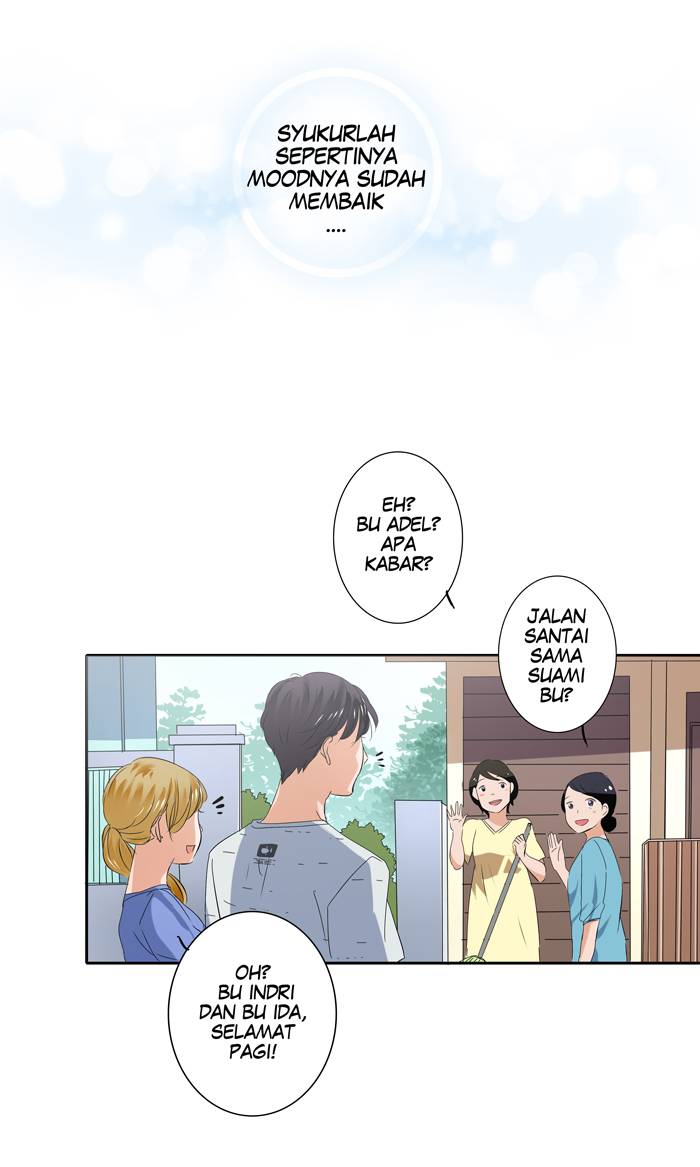 SYUKURLAH
SEPERTINYA
MOODNYA SUDAH
MEMBAIK
....
EH?
BU ADEL?
APA
KABAR?
JALAN
SANTAI
SAMA
SUAMI
BU?
OH?
BU INDRI
DAN BU IDA,
SELAMAT
PAGI!